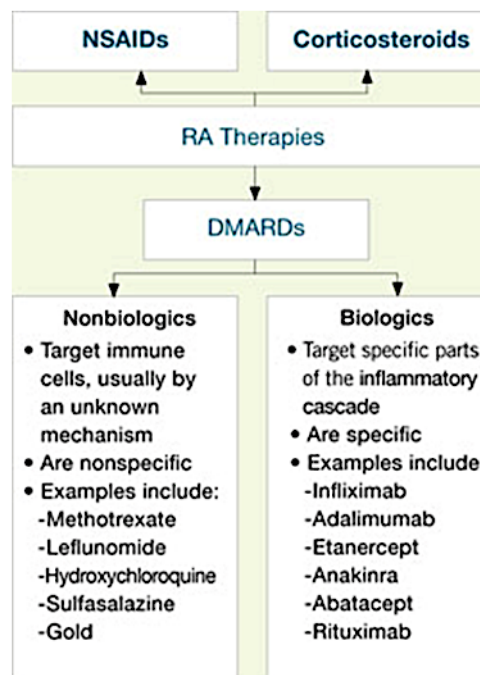 NSAIDs
Corticosteroids
RA Therapies
DMARDs
Nonbiologics
• Target immune
cells, usually by
an unknown
mechanism
• Are nonspecific
• Examples include:
-Methotrexate
-Leflunomide
-Hydroxychloroquine
-Sulfasalazine
-Gold
Biologics
• Target specific parts
of the inflammatory
cascade
• Are specific
• Examples include
-Infliximab
-Adalimumab
-Etanercept
-Anakinra
-Abatacept
-Rituximab